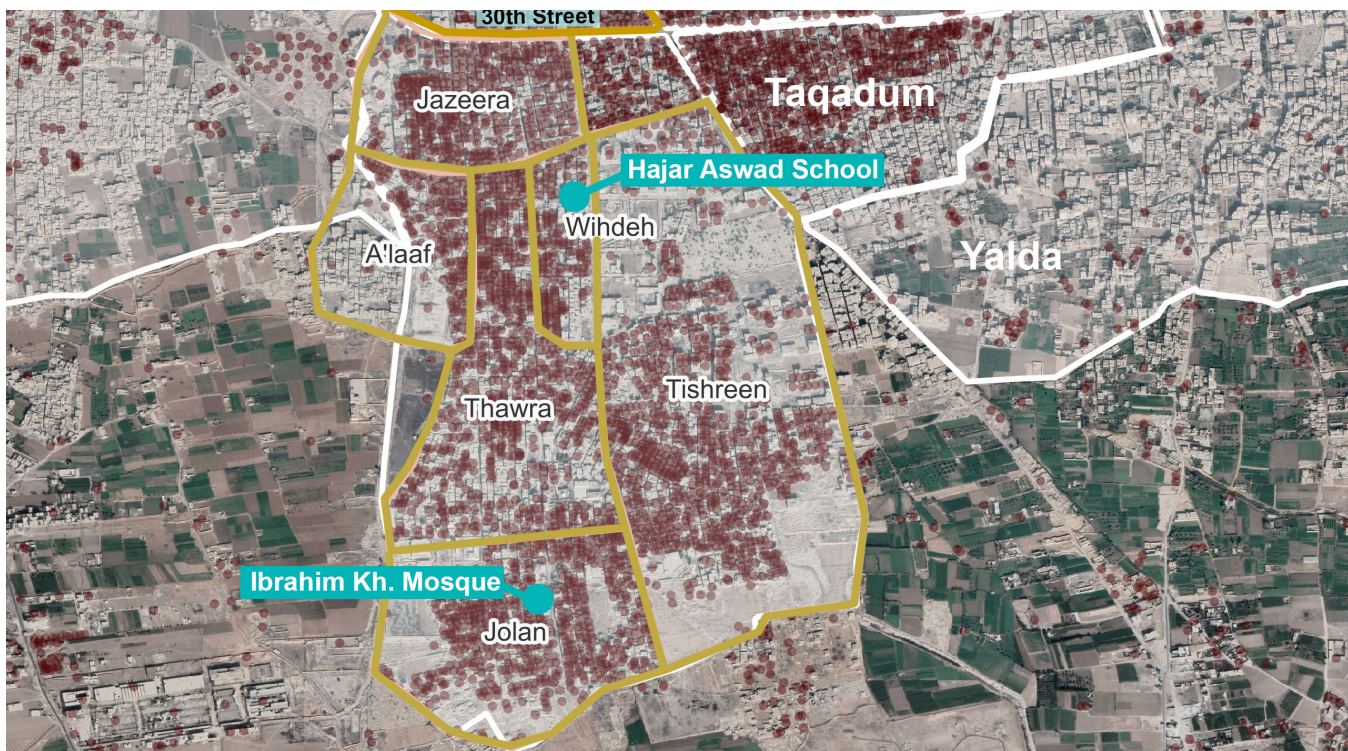 30th Street
Jazeera
Taqadum
Hajar Aswad School
Wihdeh
A'laaf
Yalda
Tishreen
Thawra
Ibrahim Kh. Mosque
Jolan